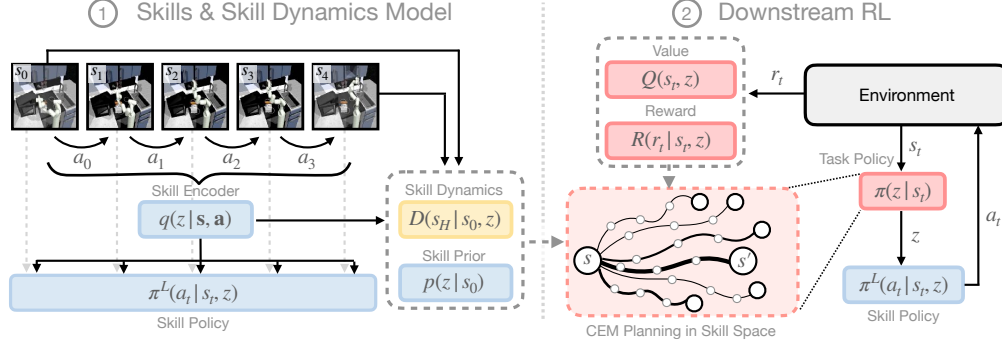 1 Skills & Skill Dynamics Model
s₀ s₁ s₂ s₃ s₄
a₀ a₁ a₂ a₃
Skill Encoder
q(z | s, a)
πᴸ(aₜ | sₜ, z)
Skill Policy
Skill Dynamics
D(s_H | s₀, z)
Skill Prior
p(z | s₀)
2 Downstream RL
Value
Q(sₜ, z)
Reward
R(rₜ | sₜ, z)
rₜ
Environment
sₜ
Task Policy
π(z | sₜ)
aₜ
z
πᴸ(aₜ | sₜ, z)
Skill Policy
s s′
CEM Planning in Skill Space